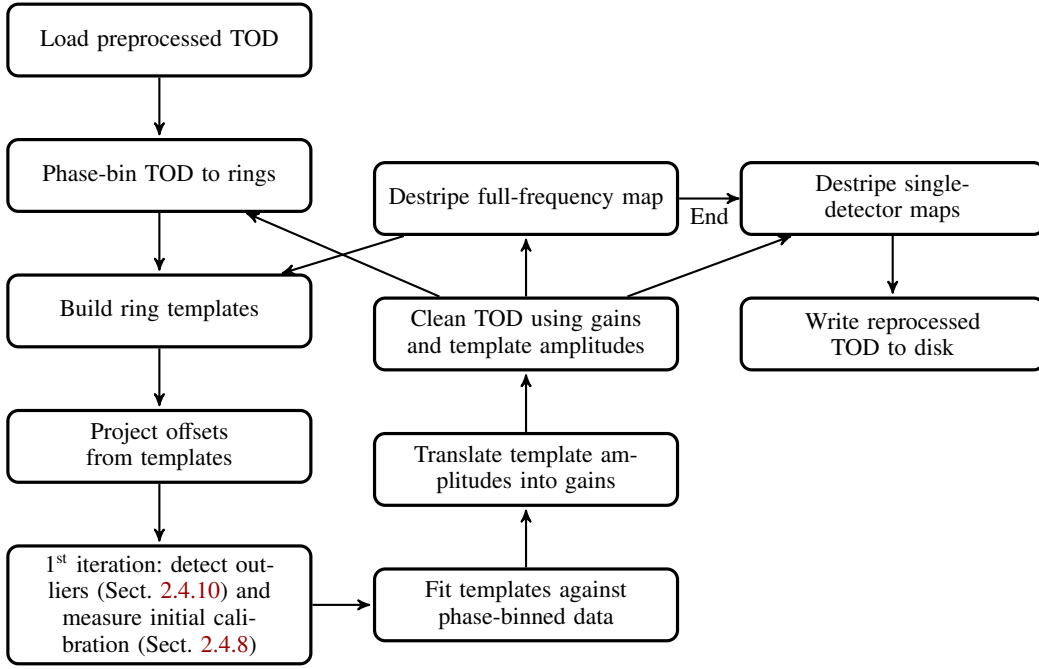 Load preprocessed TOD
Phase-bin TOD to rings
Build ring templates
Project offsets
from templates
1st iteration: detect out-
liers (Sect. 2.4.10) and
measure initial cali-
bration (Sect. 2.4.8)
Fit templates against
phase-binned data
Translate template am-
plitudes into gains
Clean TOD using gains
and template amplitudes
Destripe full-frequency map
End
Destripe single-
detector maps
Write reprocessed
TOD to disk